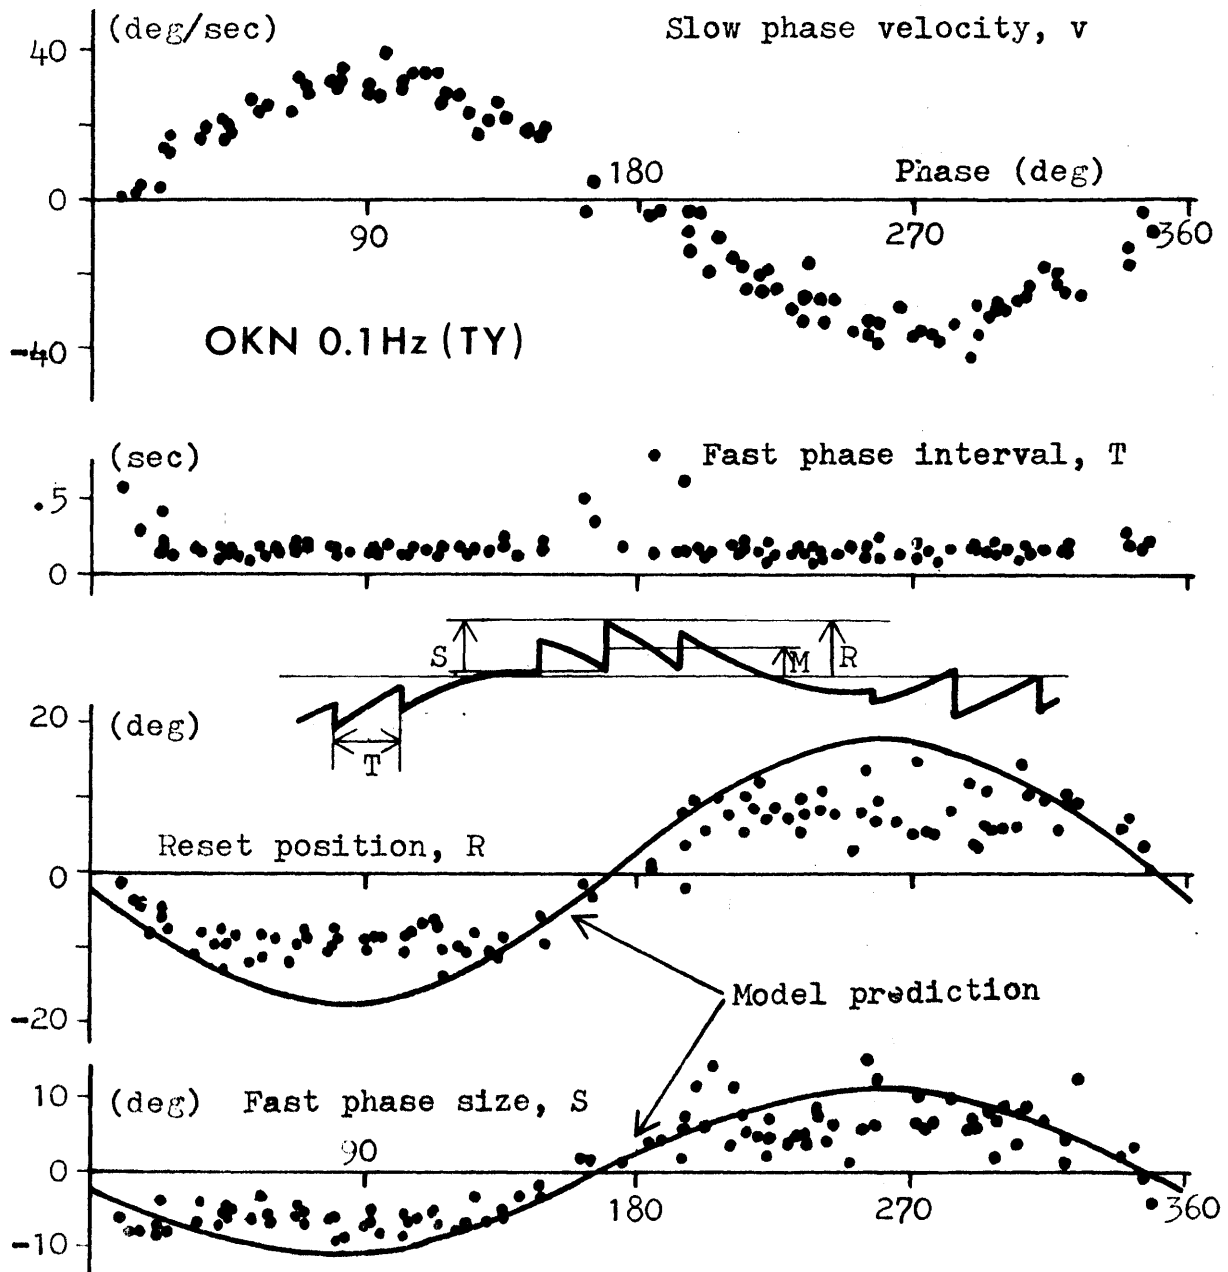 (deg/sec)
Slow phase velocity, v
40
180
Phase (deg)
0
90
270
360
OKN 0.1Hz (TY)
-40
(sec)
Fast phase interval, T
.5
0
S
M
R
20
(deg)
T
Reset position, R
0
Model prediction
-20
10
(deg) Fast phase size, S
90
0
180
270
360
-10